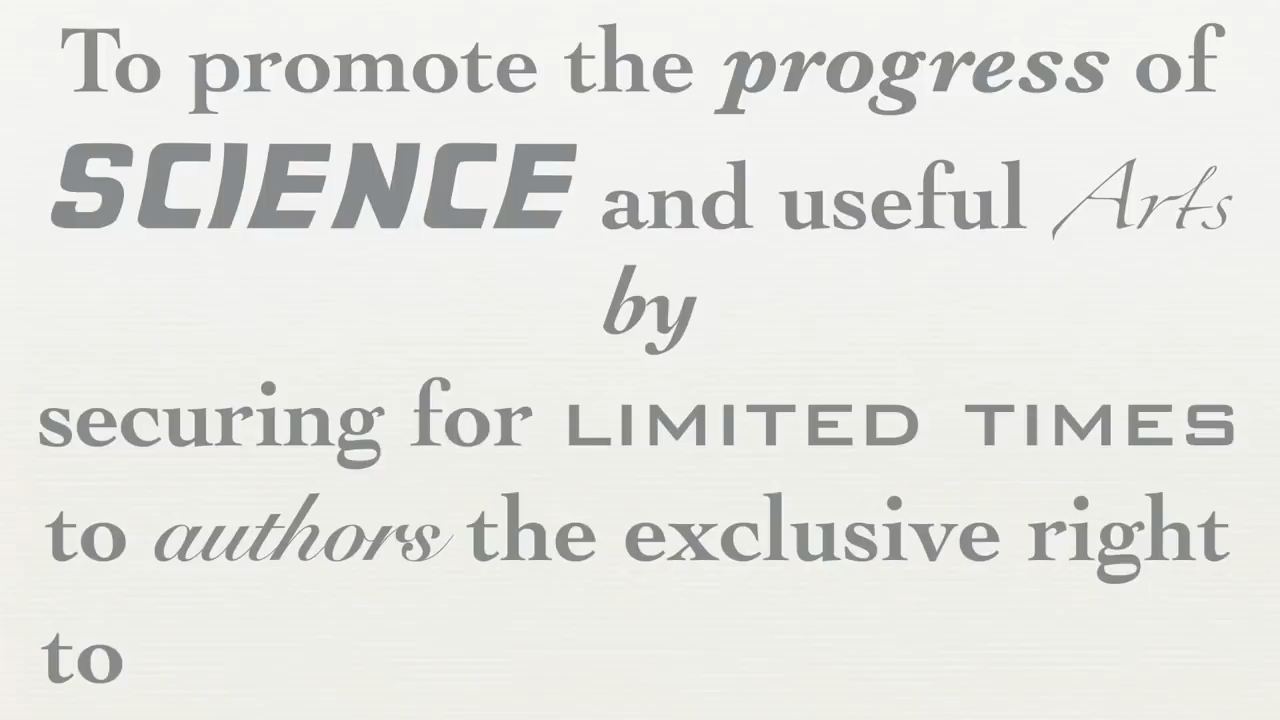 To promote the progress of
SCIENCE and useful Arts
by
securing for LIMITED TIMES
to authors the exclusive right
to